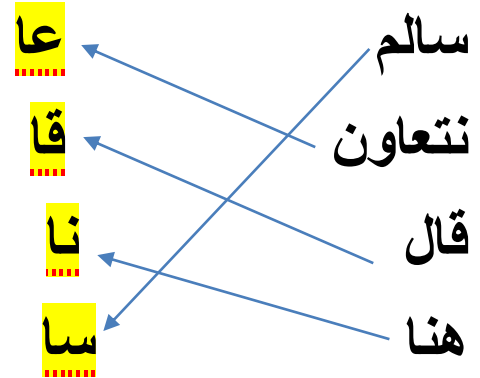 سالم عا
نتعاون قا
قال نا
هنا سا